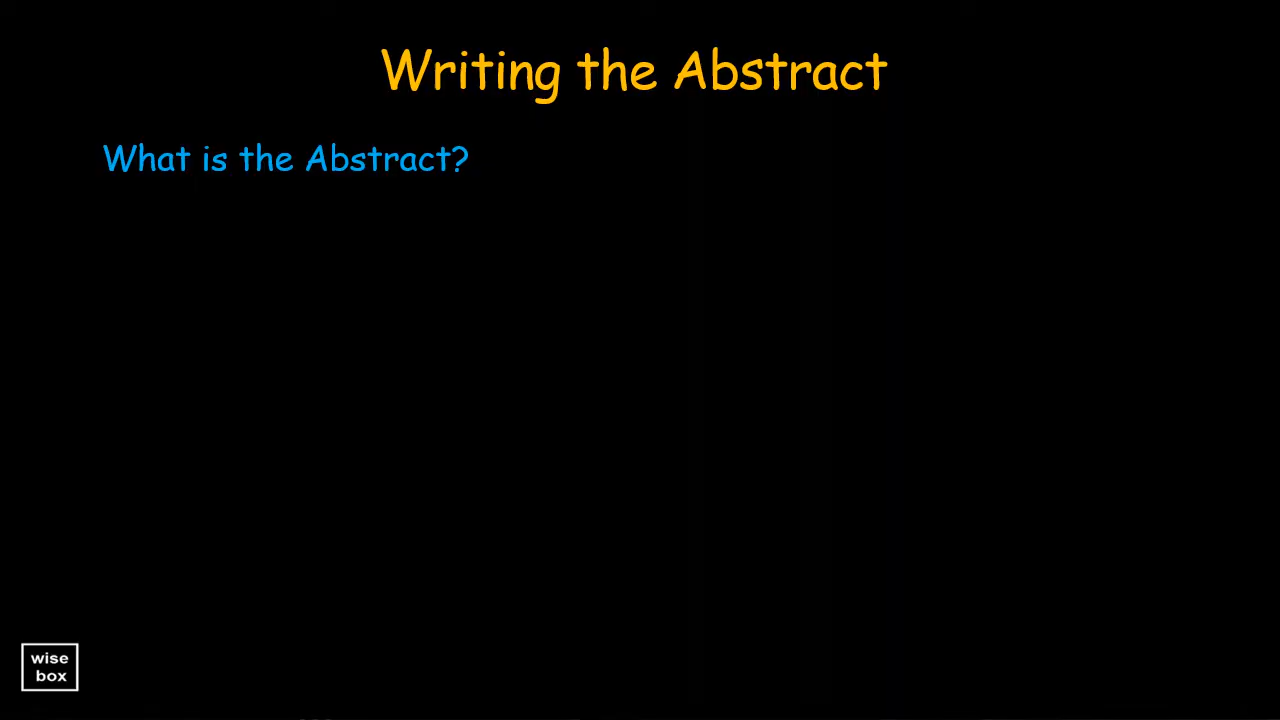 Writing the Abstract
What is the Abstract?
wise
box